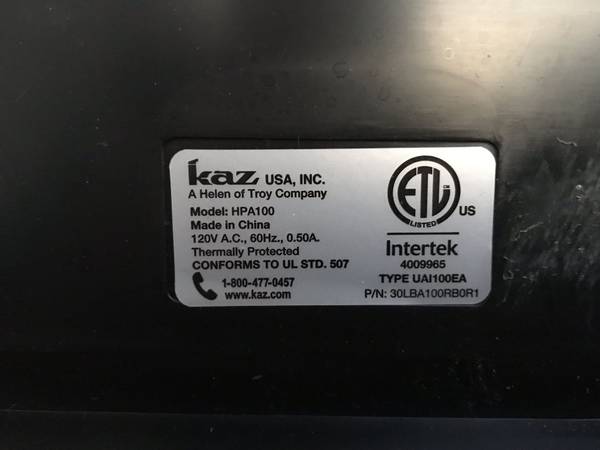 kaz USA, INC.
A Helen of Troy Company
Model: HPA100
Made in China
120V A.C., 60Hz., 0.50A.
Thermally Protected
CONFORMS TO UL STD. 507
1-800-477-0457
www.kaz.com
ETL CM
LISTED
US
Intertek
4009965
TYPE UAI100EA
P/N: 30LBA100RB0R1